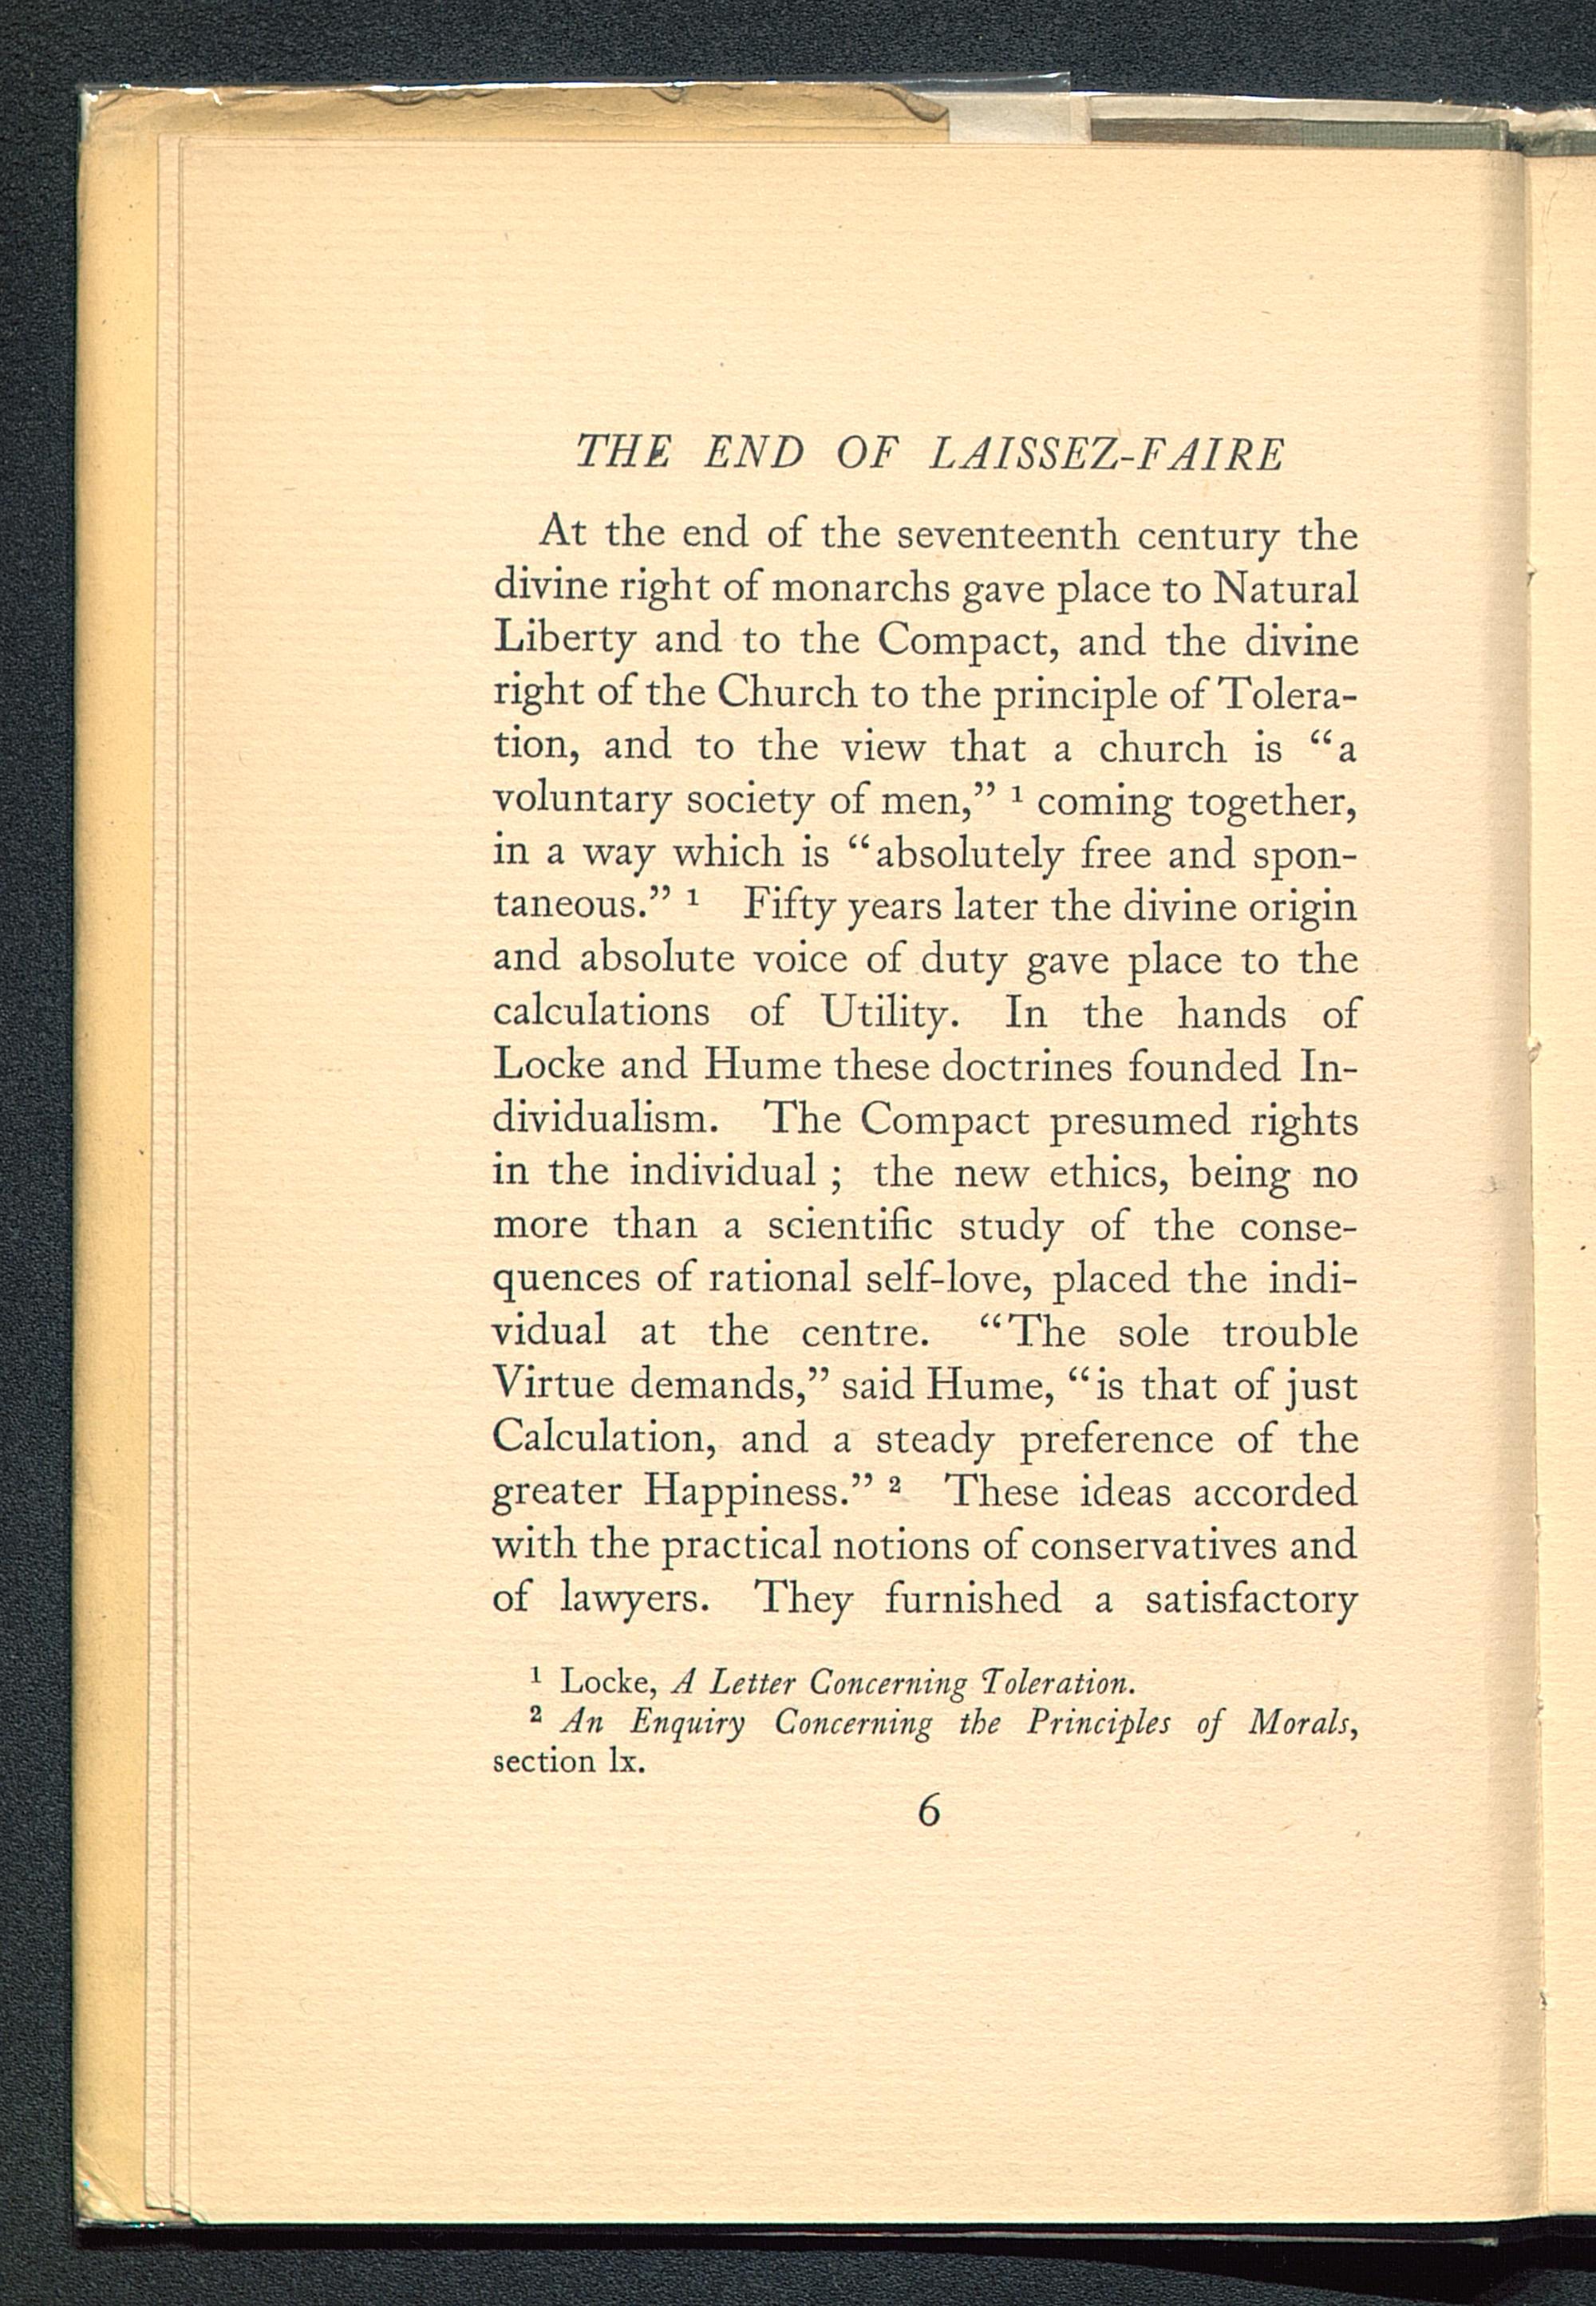 THE END OF LAISSEZ-FAIRE
At the end of the seventeenth century the
divine right of monarchs gave place to Natural
Liberty and to the Compact, and the divine
right of the Church to the principle of Tolera-
tion, and to the view that a church is “a
voluntary society of men,” ¹ coming together,
in a way which is “absolutely free and spon-
taneous.” ¹ Fifty years later the divine origin
and absolute voice of duty gave place to the
calculations of Utility. In the hands of
Locke and Hume these doctrines founded In-
dividualism. The Compact presumed rights
in the individual ; the new ethics, being no
more than a scientific study of the conse-
quences of rational self-love, placed the indi-
vidual at the centre. “The sole trouble
Virtue demands,” said Hume, “is that of just
Calculation, and a steady preference of the
greater Happiness.” ² These ideas accorded
with the practical notions of conservatives and
of lawyers. They furnished a satisfactory
¹ Locke, A Letter Concerning Toleration.
² An Enquiry Concerning the Principles of Morals,
section lx.
6